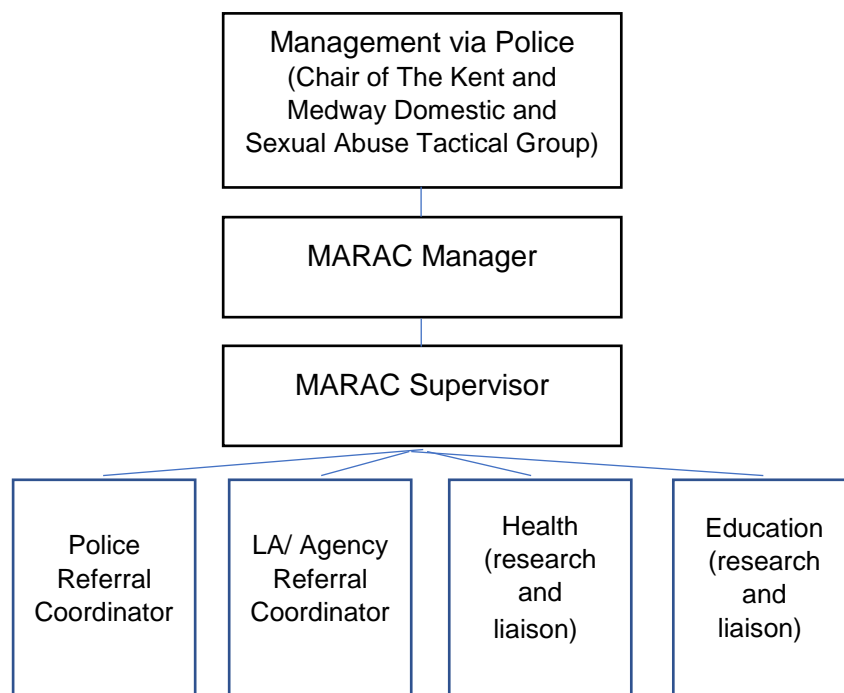 Management via Police
(Chair of The Kent and
Medway Domestic and
Sexual Abuse Tactical Group)
MARAC Manager
MARAC Supervisor
Police
Referral
Coordinator
LA/ Agency
Referral
Coordinator
Health
(research
and
liaison)
Education
(research
and
liaison)